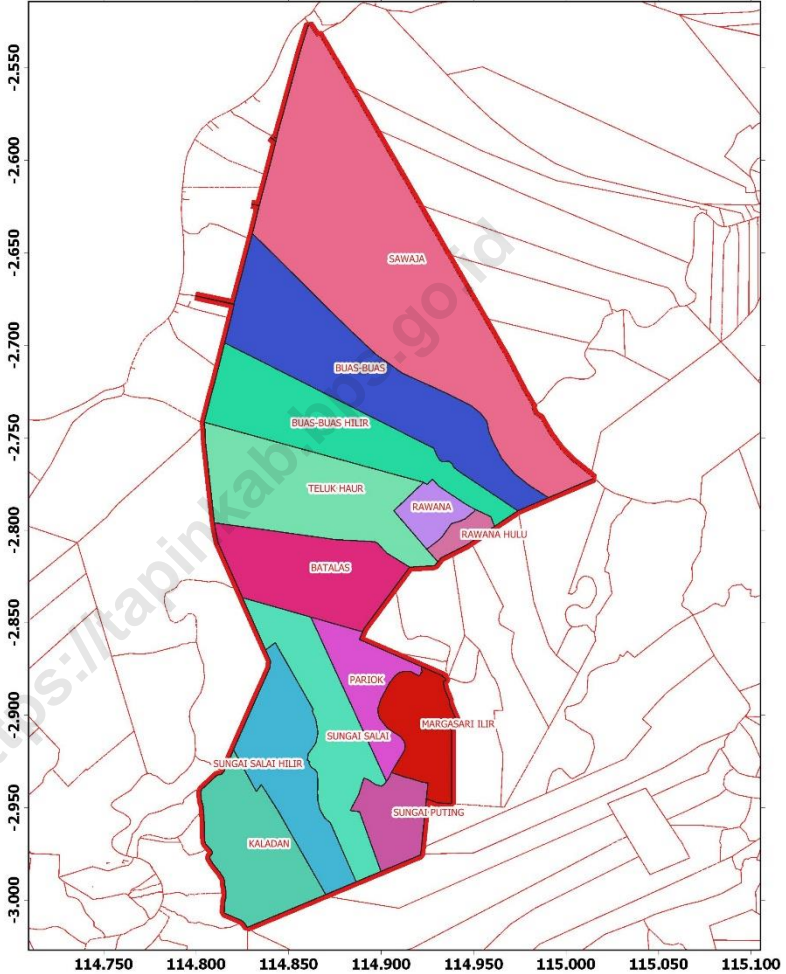 -2.550
-2.600
-2.650
-2.700
-2.750
-2.800
-2.850
-2.900
-2.950
-3.000
SAWAJA
BUAS-BUAS
BUAS-BUAS HILIR
TELUK HAUR
RAWANA
RAWANA HULU
BATALAS
PARIOK
MARGASARI ILIR
SUNGAI SALAI
SUNGAI SALAI HILIR
SUNGAI PUTING
KALADAN
114.750 114.800 114.850 114.900 114.950 115.000 115.050 115.100
https://tapinkab.bps.go.id